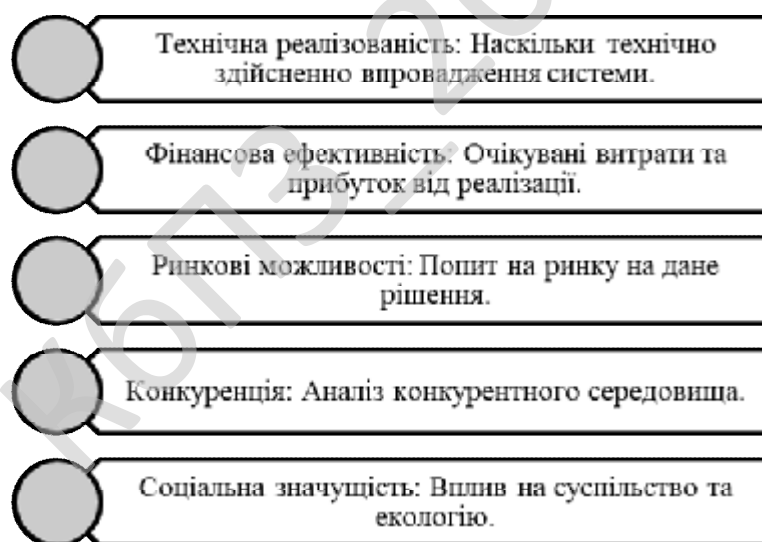 Технічна реалізованість: Наскільки технічно
здійсненно впровадження системи.
Фінансова ефективність: Очікувані витрати та
прибуток від реалізації.
Ринкові можливості: Попит на ринку на дане
рішення.
Конкуренція: Аналіз конкурентного середовища.
Соціальна значущість: Вплив на суспільство та
екологію.